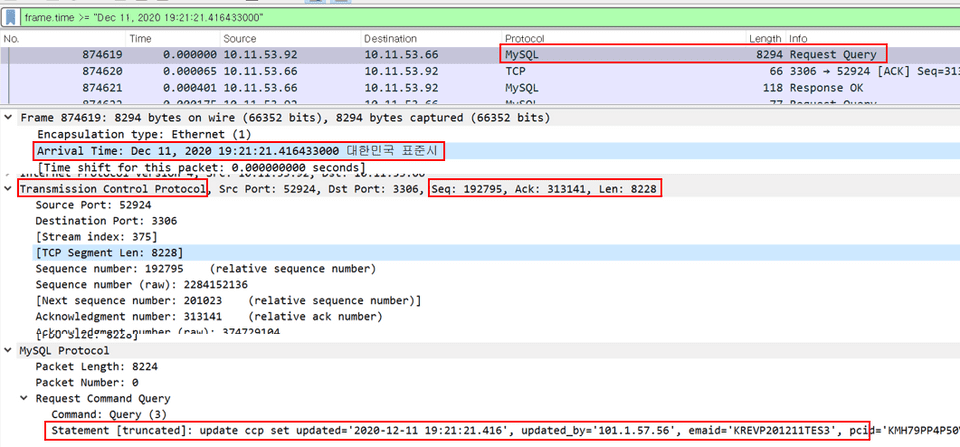 frame.time >= "Dec 11, 2020 19:21:21.416433000"
No. Time Source Destination Protocol Length Info
874619 0.000000 10.11.53.92 10.11.53.66 MySQL 8294 Request Query
874620 0.000065 10.11.53.66 10.11.53.92 TCP 66 3306 → 52924 [ACK] Seq=313
874621 0.000401 10.11.53.66 10.11.53.92 MySQL 118 Response OK
Frame 874619: 8294 bytes on wire (66352 bits), 8294 bytes captured (66352 bits)
Encapsulation type: Ethernet (1)
Arrival Time: Dec 11, 2020 19:21:21.416433000 대한민국 표준시
[Time shift for this packet: 0.000000000 seconds]
Transmission Control Protocol, Src Port: 52924, Dst Port: 3306, Seq: 192795, Ack: 313141, Len: 8228
Source Port: 52924
Destination Port: 3306
[Stream index: 375]
[TCP Segment Len: 8228]
Sequence number: 192795 (relative sequence number)
Sequence number (raw): 2284152136
[Next sequence number: 201023 (relative sequence number)]
Acknowledgment number: 313141 (relative ack number)
Acknowledgment number (raw): 374729104
MySQL Protocol
Packet Length: 8224
Packet Number: 0
Request Command Query
Command: Query (3)
Statement [truncated]: update ccp set updated='2020-12-11 19:21:21.416', updated_by='101.1.57.56', emaid='KREVP201211TES3', pcid='KMH79PP4P50